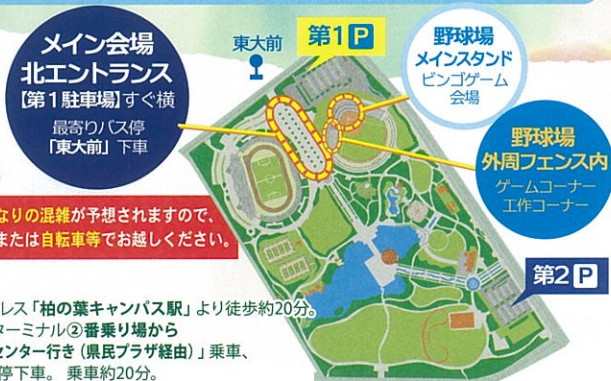 メイン会場
北エントランス
【第1駐車場】すぐ横
最寄りバス停
「東大前」下車
東大前
第1 P
野球場
メインスタンド
ビンゴゲーム
会場
野球場
外周フェンス内
ゲームコーナー
工作コーナー
第2 P
なりの混雑が予想されますので、
または自転車等でお越しください。
レス「柏の葉キャンパス駅」より徒歩約20分。
ターミナル②番乗り場から
センター行き(県民プラザ経由)」乗車、
停下車。 乗車約20分。